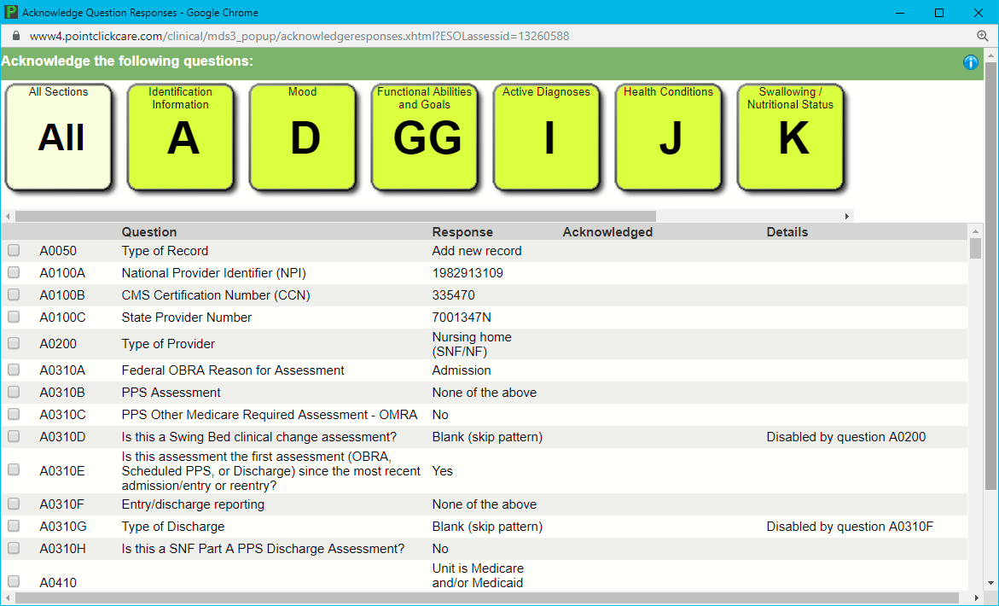 Acknowledge Question Responses - Google Chrome
www4.pointclickcare.com/clinical/mds3_popup/acknowledgeresponses.xhtml?ESOLassessid=13260588
Acknowledge the following questions:
All Sections
All
Identification
Information
A
Mood
D
Functional Abilities
and Goals
GG
Active Diagnoses
I
Health Conditions
J
Swallowing /
Nutritional Status
K
Question Response Acknowledged Details
A0050 Type of Record Add new record
A0100A National Provider Identifier (NPI) 1982913109
A0100B CMS Certification Number (CCN) 335470
A0100C State Provider Number 7001347N
A0200 Type of Provider Nursing home
(SNF/NF)
A0310A Federal OBRA Reason for Assessment Admission
A0310B PPS Assessment None of the above
A0310C PPS Other Medicare Required Assessment - OMRA No
A0310D Is this a Swing Bed clinical change assessment? Blank (skip pattern) Disabled by question A0200
Is this assessment the first assessment (OBRA,
A0310E Scheduled PPS, or Discharge) since the most recent Yes
admission/entry or reentry?
A0310F Entry/discharge reporting None of the above
A0310G Type of Discharge Blank (skip pattern) Disabled by question A0310F
A0310H Is this a SNF Part A PPS Discharge Assessment? No
Unit is Medicare
A0410 and/or Medicaid